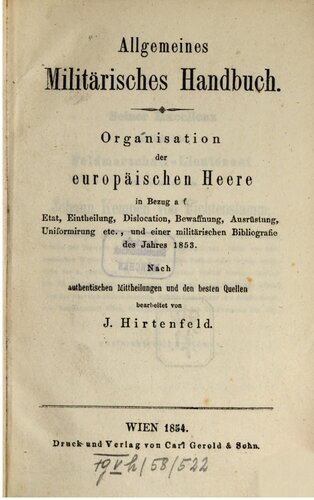 Allgemeines
Militärisches Handbuch.
Organisation
der
europäischen Heere
in Bezug a f
Etat, Eintheilung, Dislocation, Bewaffnung, Ausrüstung,
Uniformirung etc., und einer militärischen Bibliografie
des Jahres 1853.
Nach
authentischen Mittheilungen und den besten Quellen
bearbeitet von
J. Hirtenfeld.
WIEN 1854.
Druck und Verlag von Carl Gerold & Sohn.